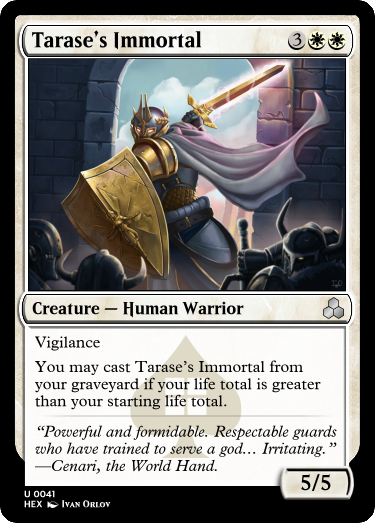 Tarase's Immortal 3
Creature — Human Warrior
Vigilance
You may cast Tarase's Immortal from
your graveyard if your life total is greater
than your starting life total.
“Powerful and formidable. Respectable guards
who have trained to serve a god… Irritating.”
—Cenari, the World Hand.
5/5
U 0041
HEX Ivan Orlov